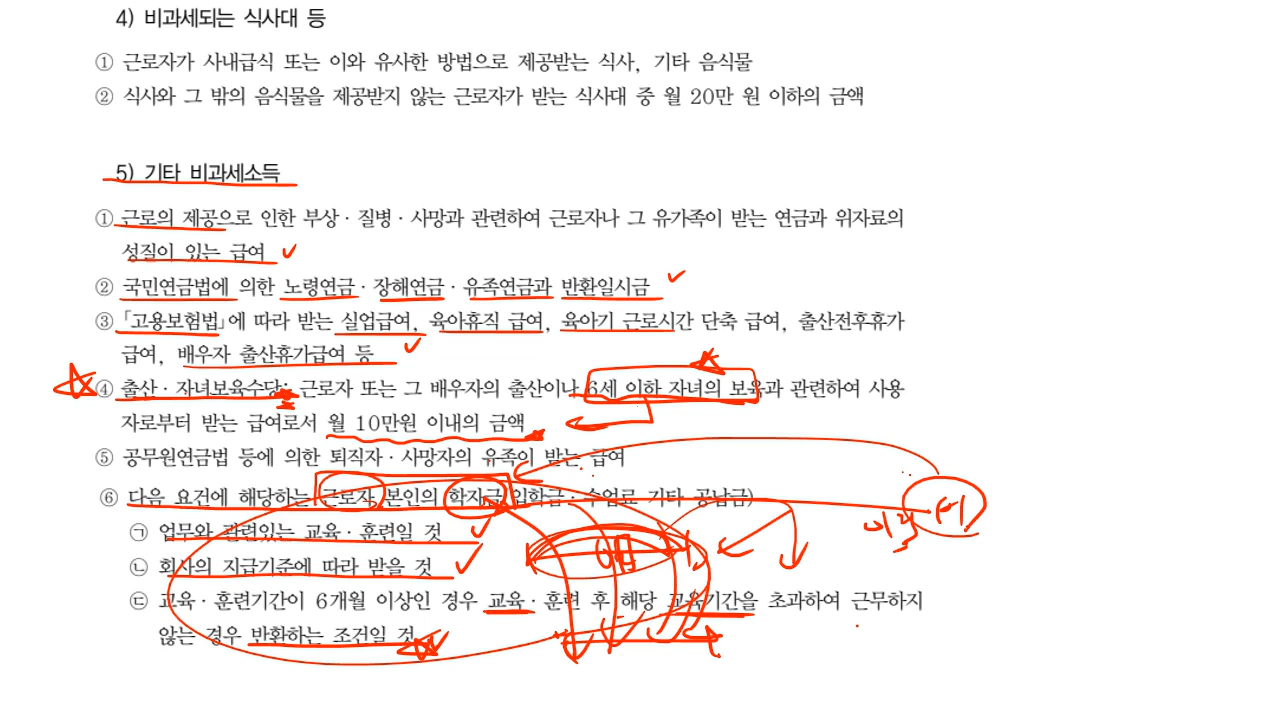 4) 비과세되는 식사대 등
① 근로자가 사내급식 또는 이와 유사한 방법으로 제공받는 식사, 기타 음식물
② 식사와 그 밖의 음식물을 제공받지 않는 근로자가 받는 식사대 중 월 20만 원 이하의 금액
5) 기타 비과세소득
① 근로의 제공으로 인한 부상·질병·사망과 관련하여 근로자나 그 유가족이 받는 연금과 위자료의
성질이 있는 급여
② 국민연금법에 의한 노령연금·장해연금·유족연금과 반환일시금
③ 「고용보험법」에 따라 받는 실업급여, 육아휴직 급여, 육아기 근로시간 단축 급여, 출산전후휴가
급여, 배우자 출산휴가급여 등
④ 출산·자녀보육수당: 근로자 또는 그 배우자의 출산이나 6세 이하 자녀의 보육과 관련하여 사용
자로부터 받는 급여로서 월 10만원 이내의 금액
⑤ 공무원연금법 등에 의한 퇴직자·사망자의 유족이 받는 급여
⑥ 다음 요건에 해당하는 근로자 본인의 학자금(입학금·수업료 기타 공납금)
㉠ 업무와 관련있는 교육·훈련일 것
㉡ 회사의 지급기준에 따라 받을 것
㉢ 교육·훈련기간이 6개월 이상인 경우 교육·훈련 후 해당 교육기간을 초과하여 근무하지
않는 경우 반환하는 조건일 것